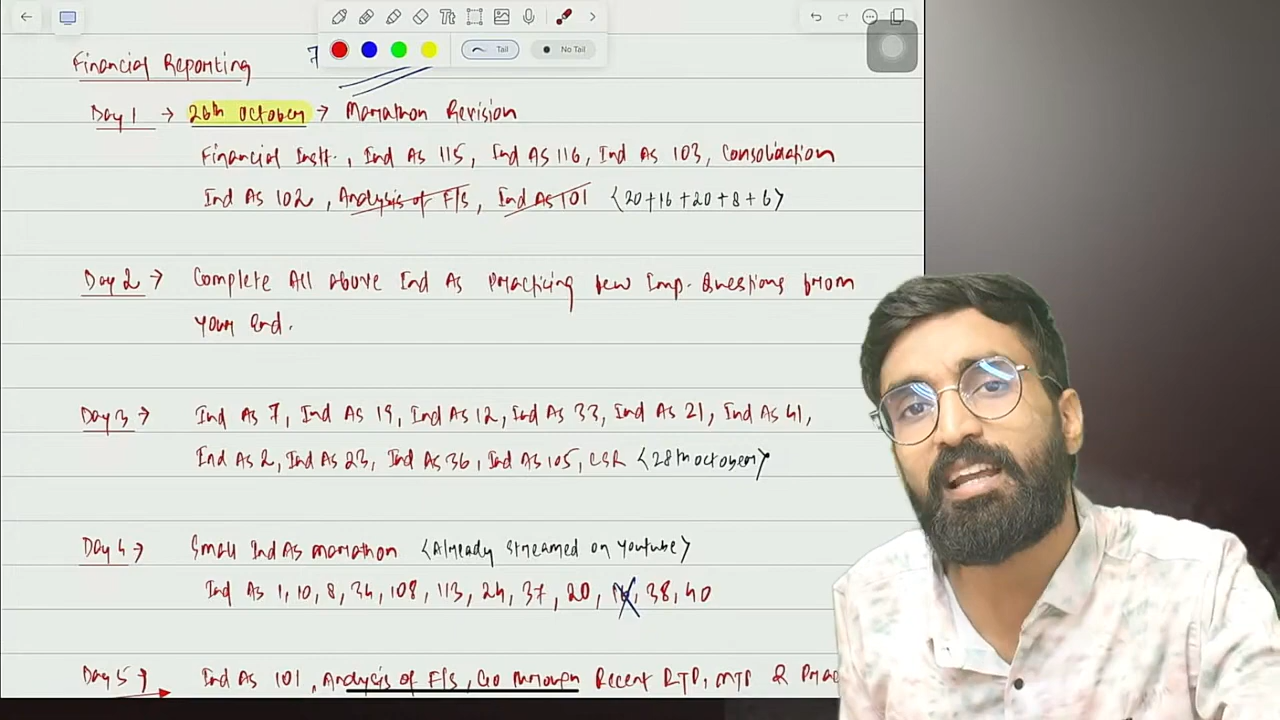 Financial Reporting 7
Tt
Tail No Tail
Day 1 → 26th October → Marathon Revision
Financial Instt., Ind As 115, Ind As 116, Ind As 103, Consolidation
Ind As 102, Analysis of F/s, Ind As 101 <20+16+20+8+6>
Day 2 → Complete All above Ind As Practicing few Imp. Questions from
your End.
Day 3 → Ind As 7, Ind As 19, Ind As 12, Ind As 33, Ind As 21, Ind As 41,
Ind As 2, Ind As 23, Ind As 36, Ind As 105, CSR <28th october>
Day 4 → Small Ind As marathon <Already streamed on Youtube>
Ind As 1, 10, 8, 34, 108, 113, 24, 37, 20, 38, 40
Day 5 → Ind As 101, Analysis of F/s, Go through Recent RTP, MTP &